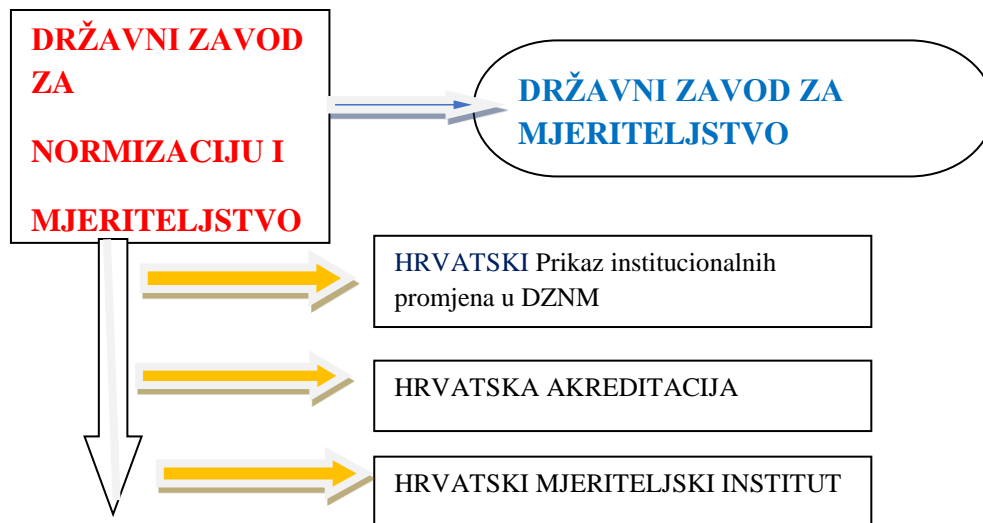 DRŽAVNI ZAVOD
ZA
NORMIZACIJU I
MJERITELJSTVO
DRŽAVNI ZAVOD ZA
MJERITELJSTVO
HRVATSKI Prikaz institucionalnih
promjena u DZNM
HRVATSKA AKREDITACIJA
HRVATSKI MJERITELJSKI INSTITUT